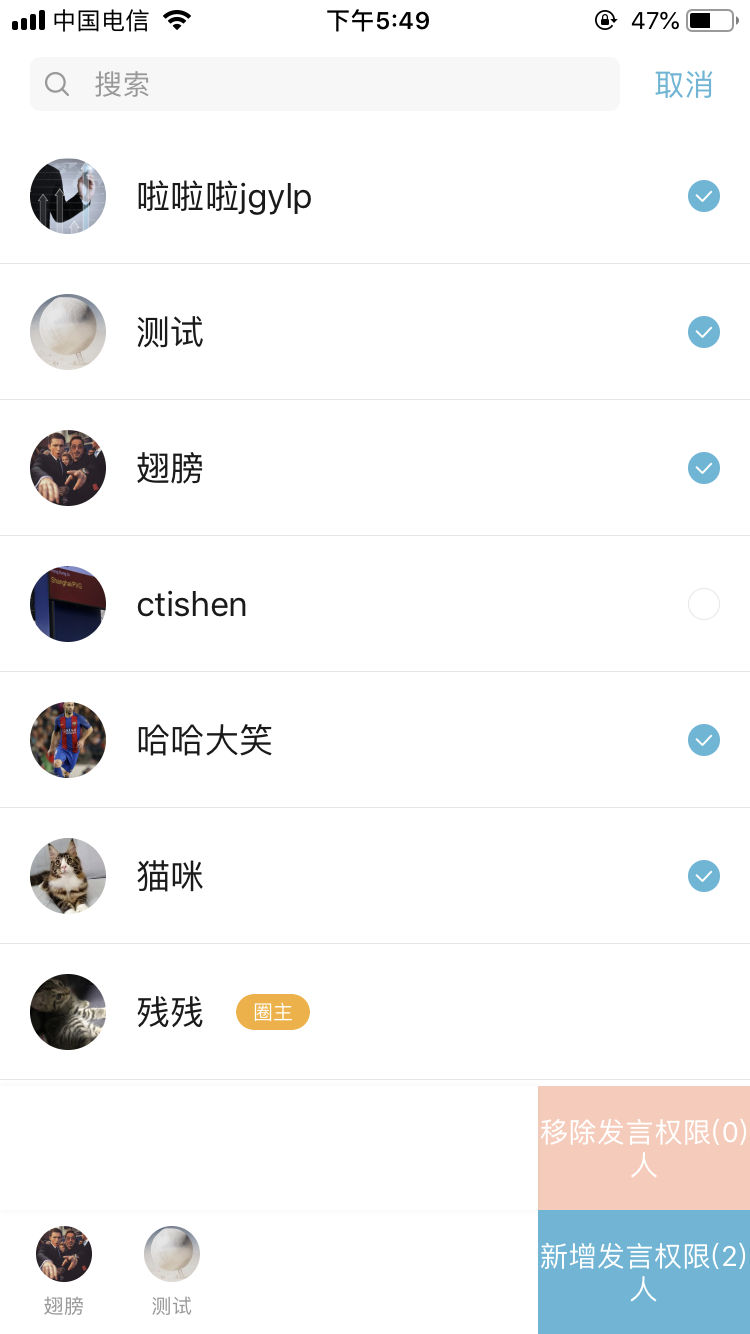 中国电信 下午5:49 47%
搜索 取消
啦啦啦jgylp
测试
翅膀
ctishen
哈哈大笑
猫咪
残残 圈主
移除发言权限(0)
人
新增发言权限(2)
人
翅膀 测试